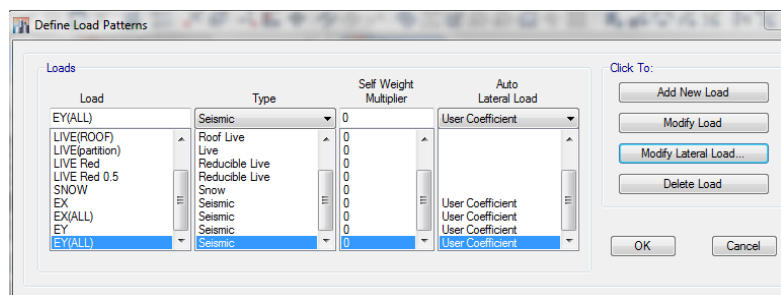 Define Load Patterns
Loads
Click To:
Load Type Self Weight Multiplier Auto Lateral Load
EY(ALL) Seismic 0 User Coefficient
LIVE(ROOF) Roof Live 0
LIVE(partition) Live 0
LIVE Red Reducible Live 0
LIVE Red 0.5 Reducible Live 0
SNOW Snow 0
EX Seismic 0 User Coefficient
EX(ALL) Seismic 0 User Coefficient
EY Seismic 0 User Coefficient
EY(ALL) Seismic 0 User Coefficient
Add New Load
Modify Load
Modify Lateral Load...
Delete Load
OK Cancel